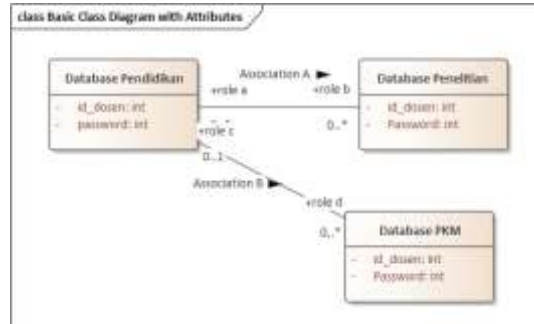 class Basic Class Diagram with Attributes
Database Pendidikan
- id_dosen: int
- password: int
Association A
+role a
+role b
0..*
Database Penelitian
- id_dosen: int
- Password: int
+role c
0..1
Association B
+role d
0..*
Database PKM
- id_dosen: int
- Password: int